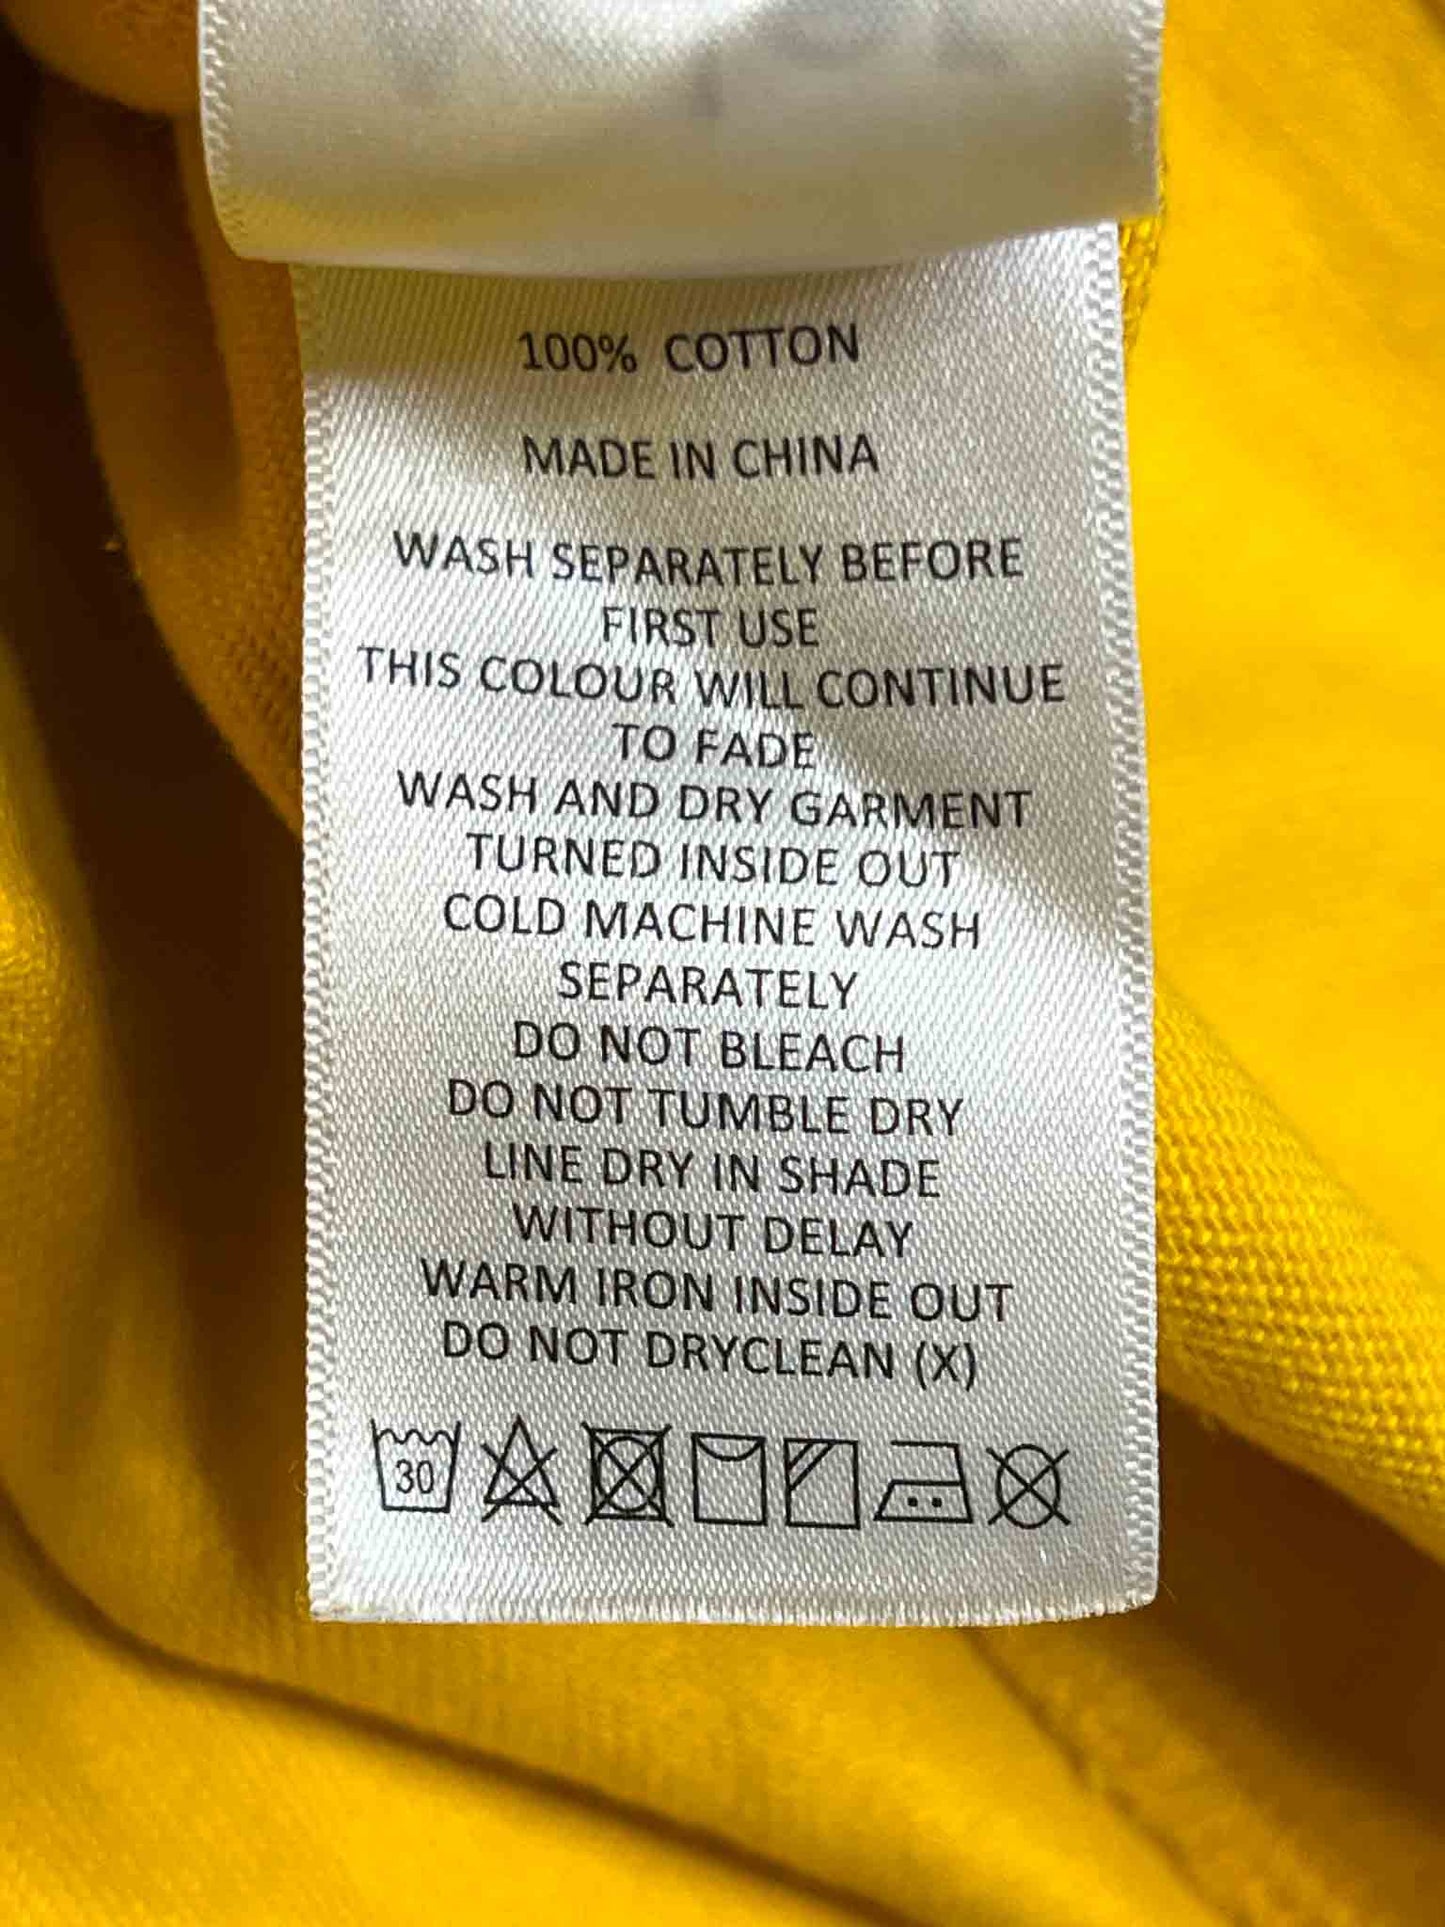 100% COTTON
MADE IN CHINA
WASH SEPARATELY BEFORE
FIRST USE
THIS COLOUR WILL CONTINUE
TO FADE
WASH AND DRY GARMENT
TURNED INSIDE OUT
COLD MACHINE WASH
SEPARATELY
DO NOT BLEACH
DO NOT TUMBLE DRY
LINE DRY IN SHADE
WITHOUT DELAY
WARM IRON INSIDE OUT
DO NOT DRYCLEAN (X)
30